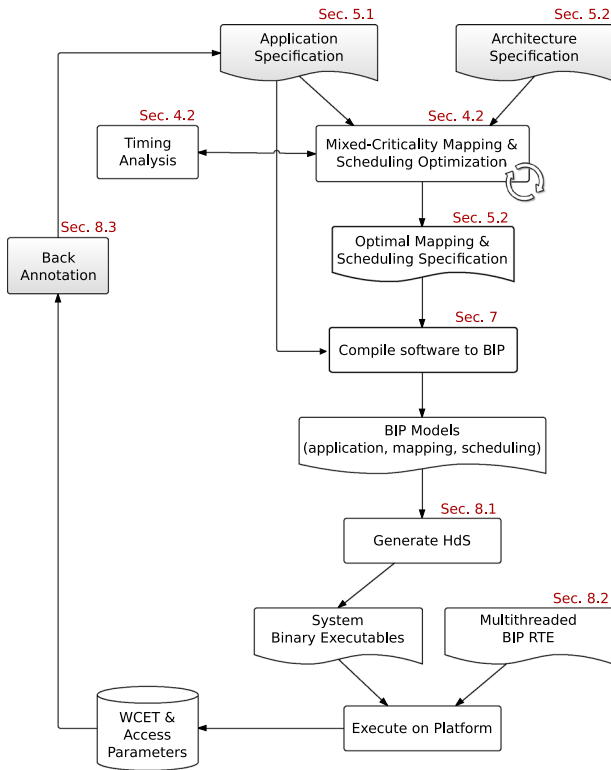 Sec. 5.1
Sec. 5.2
Application
Specification
Architecture
Specification
Sec. 4.2
Sec. 4.2
Timing
Analysis
Mixed-Criticality Mapping &
Scheduling Optimization
Sec. 8.3
Sec. 5.2
Back
Annotation
Optimal Mapping &
Scheduling Specification
Sec. 7
Compile software to BIP
BIP Models
(application, mapping, scheduling)
Sec. 8.1
Generate HdS
Sec. 8.2
System
Binary Executables
Multithreaded
BIP RTE
WCET &
Access
Parameters
Execute on Platform